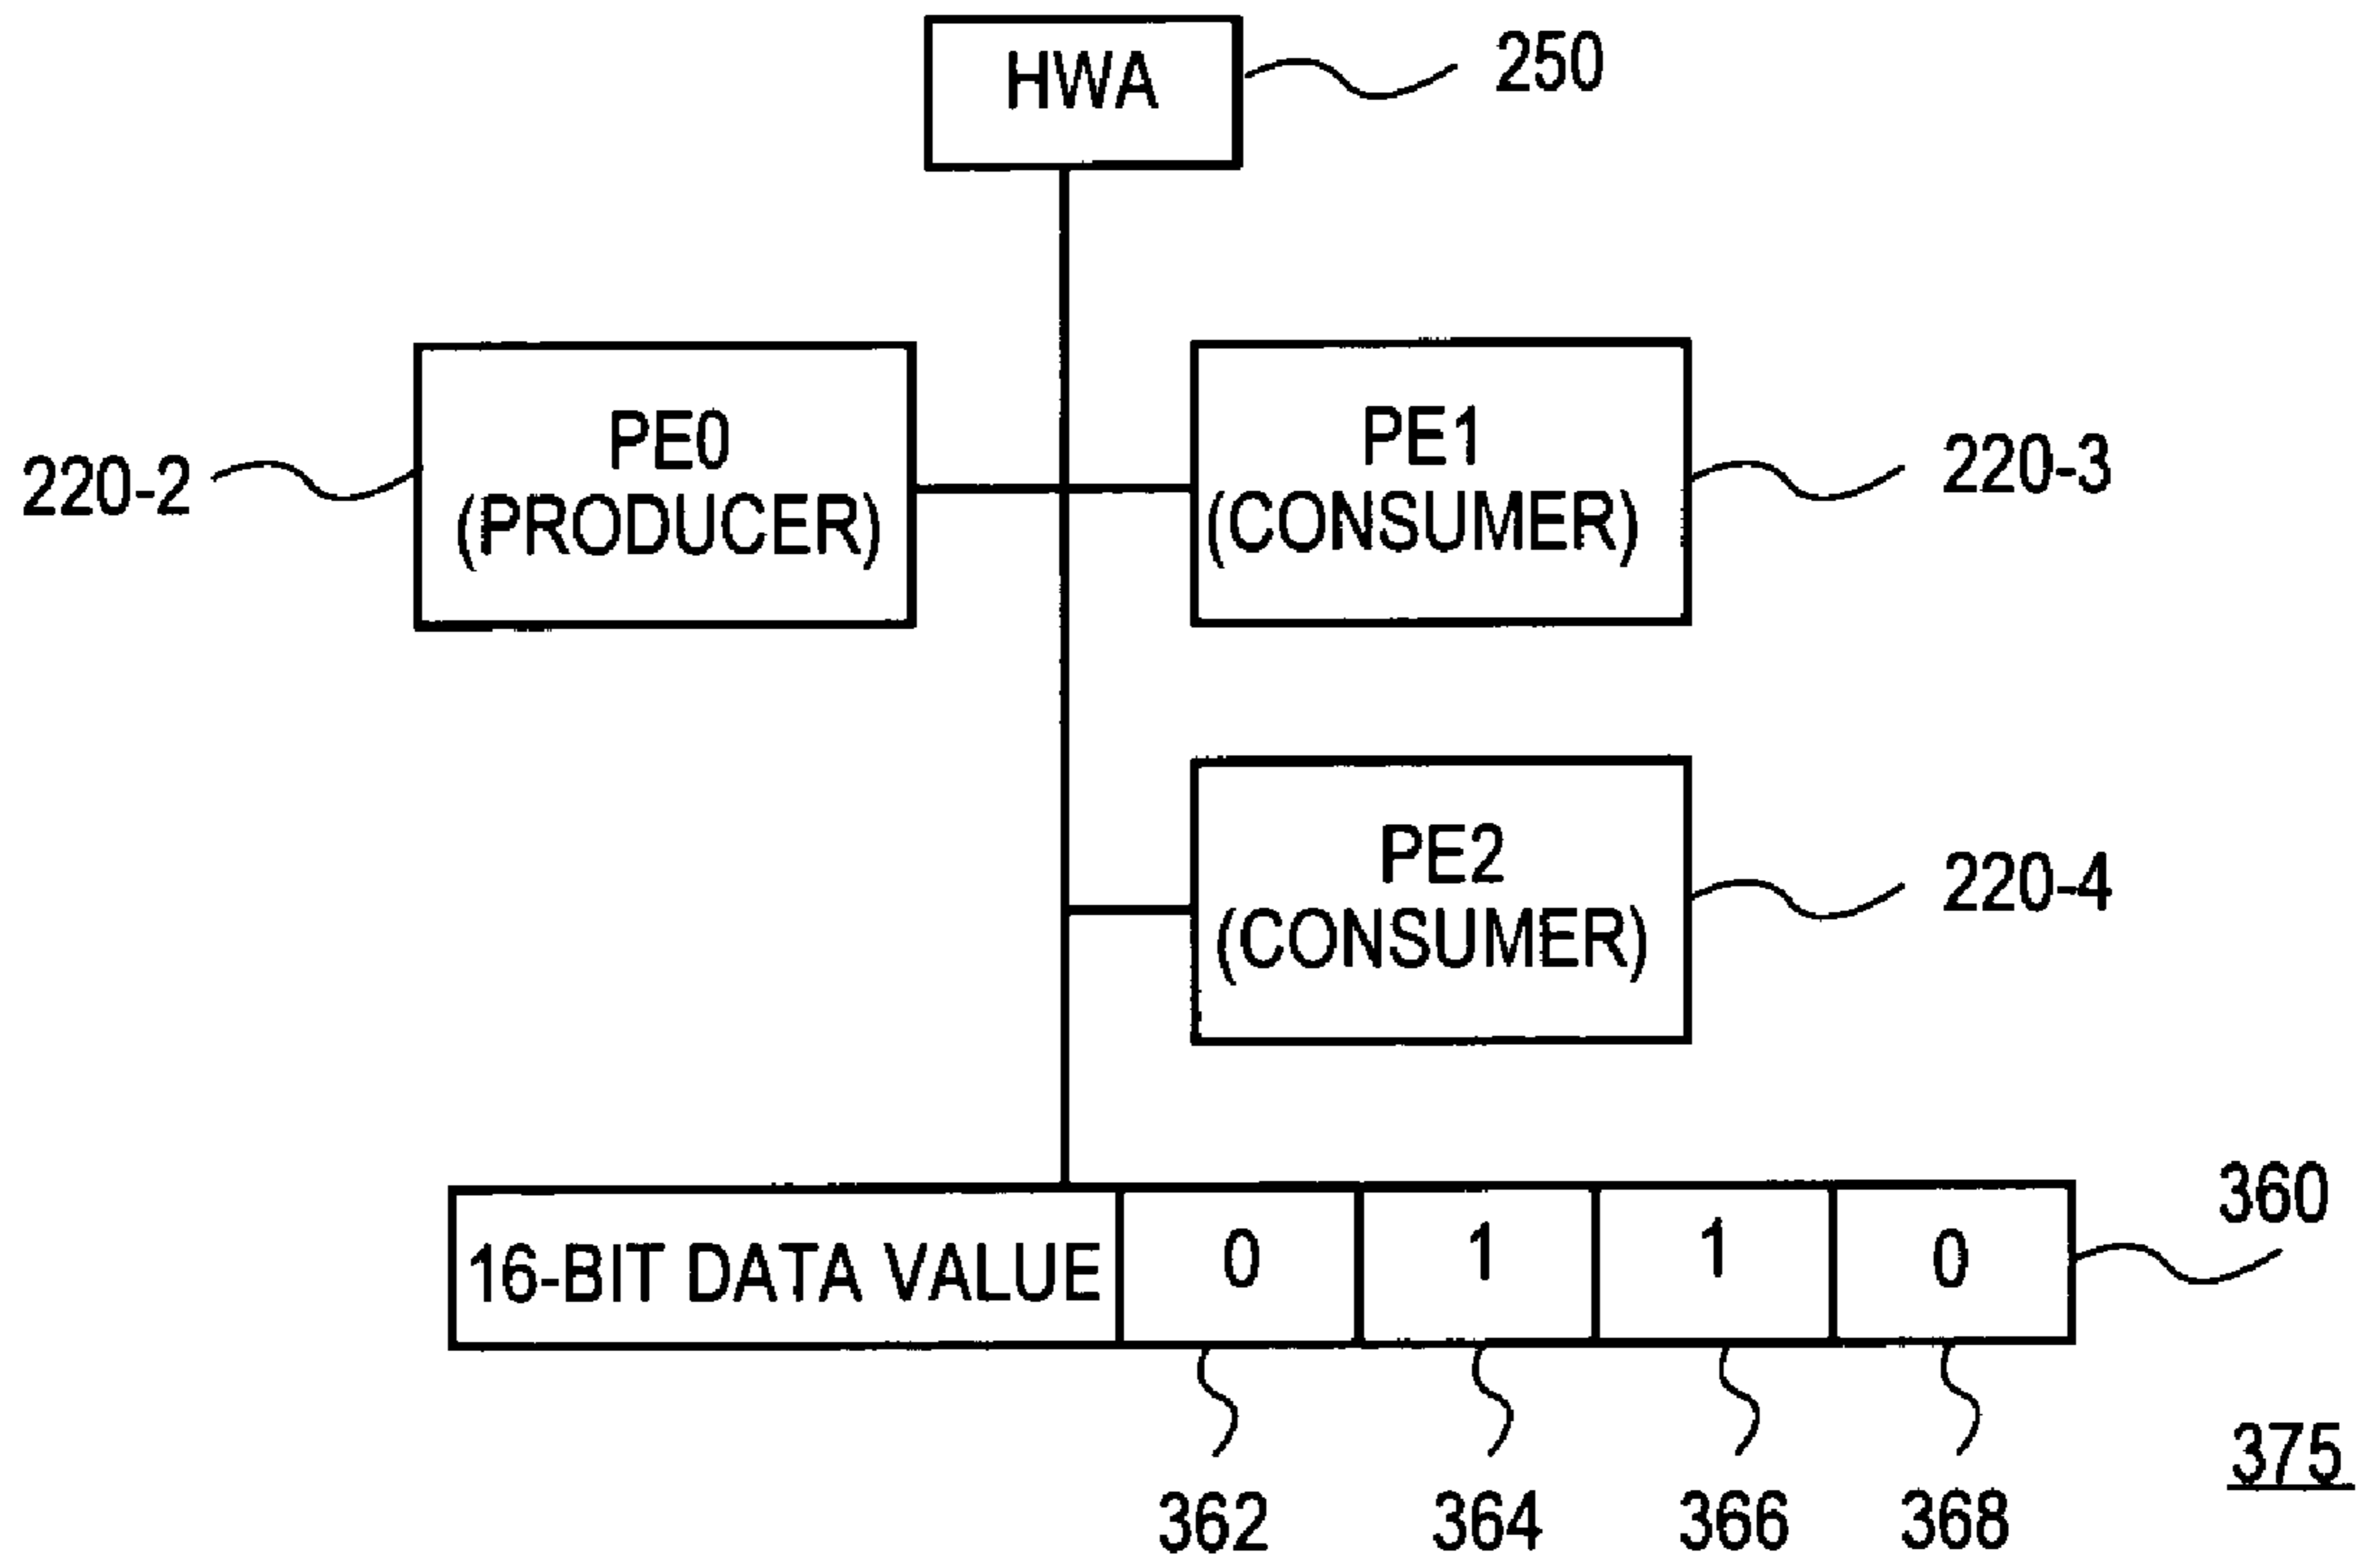 HWA
250
PE0
(PRODUCER)
220-2
PE1
(CONSUMER)
220-3
PE2
(CONSUMER)
220-4
16-BIT DATA VALUE 0 1 1 0
360
362 364 366 368
375